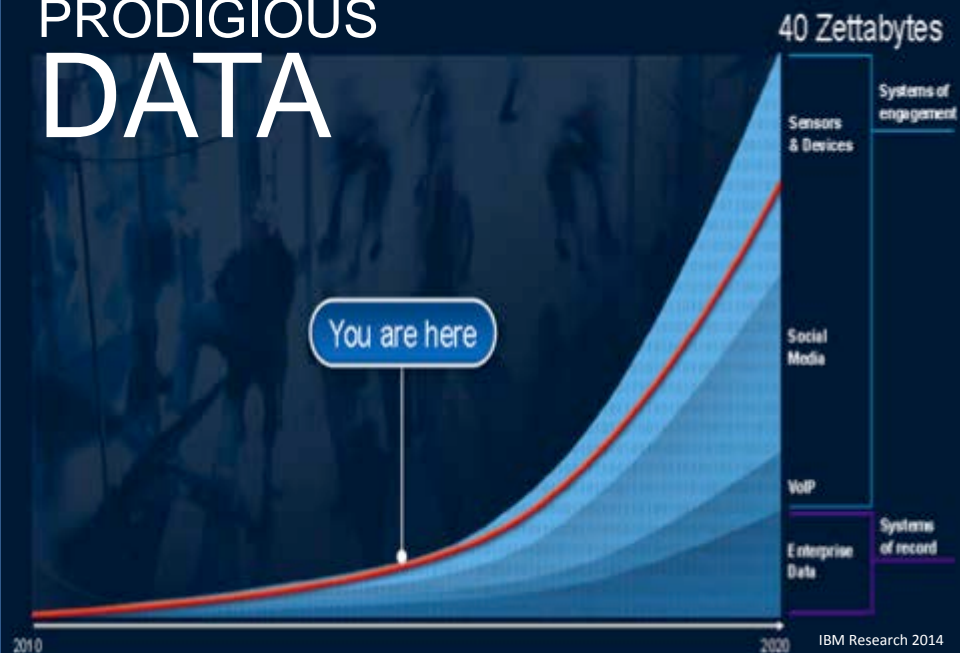 PRODIGIOUS
DATA
40 Zettabytes
Systems of
engagement
Sensors
& Devices
You are here
Social
Media
VoIP
Systems
of record
Enterprise
Data
2010
2020
IBM Research 2014